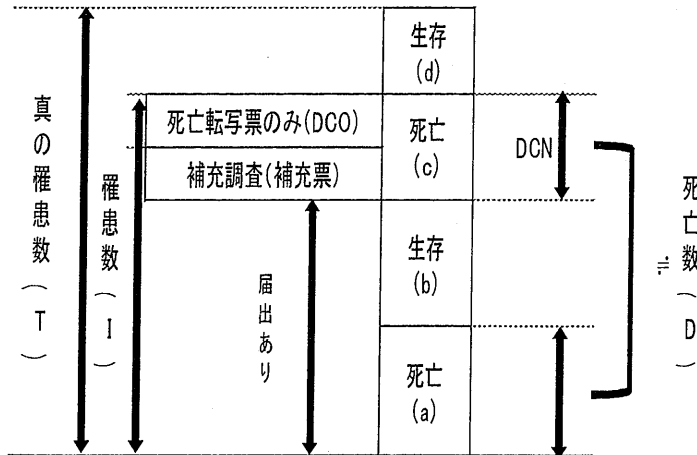 生存
(d)
死亡転写票のみ(DCO)
補充調査(補充票)
死亡
(c)
DCN
生存
(b)
死亡
(a)
真の罹患数(T)
罹患数(I)
届出あり
≒
死亡数(D)